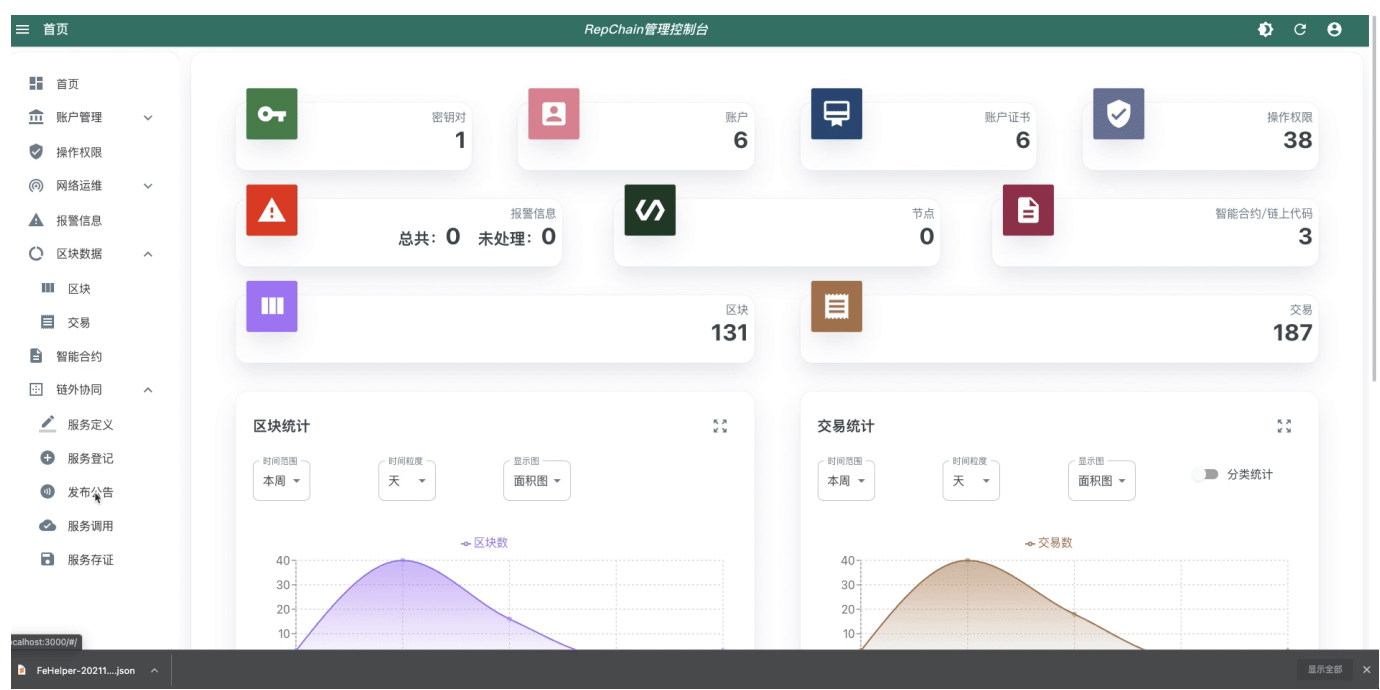 首页
RepChain管理控制台
首页
账户管理
操作权限
网络运维
报警信息
区块数据
区块
交易
智能合约
链外协同
服务定义
服务登记
发布公告
服务调用
服务存证
密钥对
1
账户
6
账户证书
6
操作权限
38
报警信息
总共: 0 未处理: 0
节点
0
智能合约/链上代码
3
区块
131
交易
187
区块统计
时间范围
本周
时间粒度
天
显示图
面积图
区块数
40
30
20
10
交易统计
时间范围
本周
时间粒度
天
显示图
面积图
分类统计
交易数
40
30
20
10
calhost:3000/#/
FeHelper-20211....json
显示全部